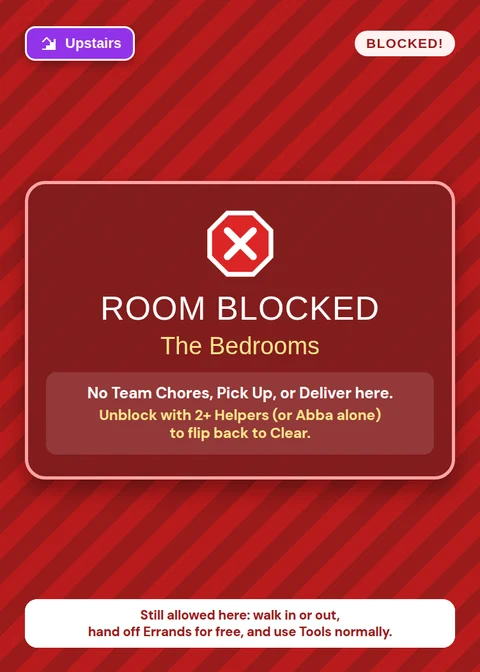 Upstairs
BLOCKED!
ROOM BLOCKED
The Bedrooms
No Team Chores, Pick Up, or Deliver here.
Unblock with 2+ Helpers (or Abba alone)
to flip back to Clear.
Still allowed here: walk in or out,
hand off Errands for free, and use Tools normally.